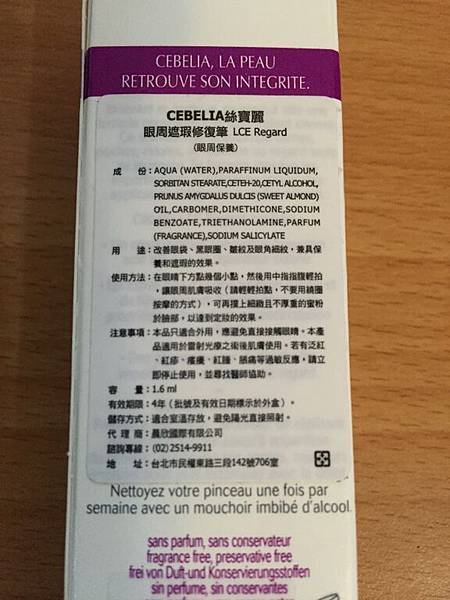 CEBELIA, LA PEAU
RETROUVE SON INTEGRITE.
CEBELIA絲寶麗
眼周遮瑕修復筆 LCE Regard
(眼周保養)
成　份：AQUA (WATER),PARAFFINUM LIQUIDUM,
SORBITAN STEARATE,CETEH-20,CETYL ALCOHOL,
PRUNUS AMYGDALUS DULCIS (SWEET ALMOND)
OIL,CARBOMER,DIMETHICONE,SODIUM
BENZOATE,TRIETHANOLAMINE,PARFUM
(FRAGRANCE),SODIUM SALICYLATE
用　途：改善眼袋、黑眼圈、皺紋及眼角細紋，兼具保
養和遮瑕的效果。
使用方法：在眼睛下方點幾個小點，然後用中指指腹輕拍
，讓眼周肌膚吸收（請輕輕拍點，不要用繞圈
按摩的方式），可再撲上細緻且不厚重的蜜粉
於臉部，以達到定妝的效果。
注意事項：本品只適合外用，應避免直接接觸眼睛。本產
品適用於雷射光療之術後肌膚使用。若有泛紅
、紅疹、瘙癢、紅腫、脹痛等過敏反應，請立
即停止使用，並尋找醫師協助。
容　量：1.6 ml
有效期限：4年（批號及有效日期標示於外盒）。
儲存方式：適合室溫存放，避免陽光直接照射。
代 理 商：晨欣國際有限公司
諮詢專線：(02)2514-9911
地　址：台北市民權東路三段142號706室
Nettoyez votre pinceau une fois par
semaine avec un mouchoir imbibé d'alcool.
sans parfum, sans conservateur
fragrance free, preservative free
frei von Duft-und Konservierungsstoffen
sin perfume, sin conservantes